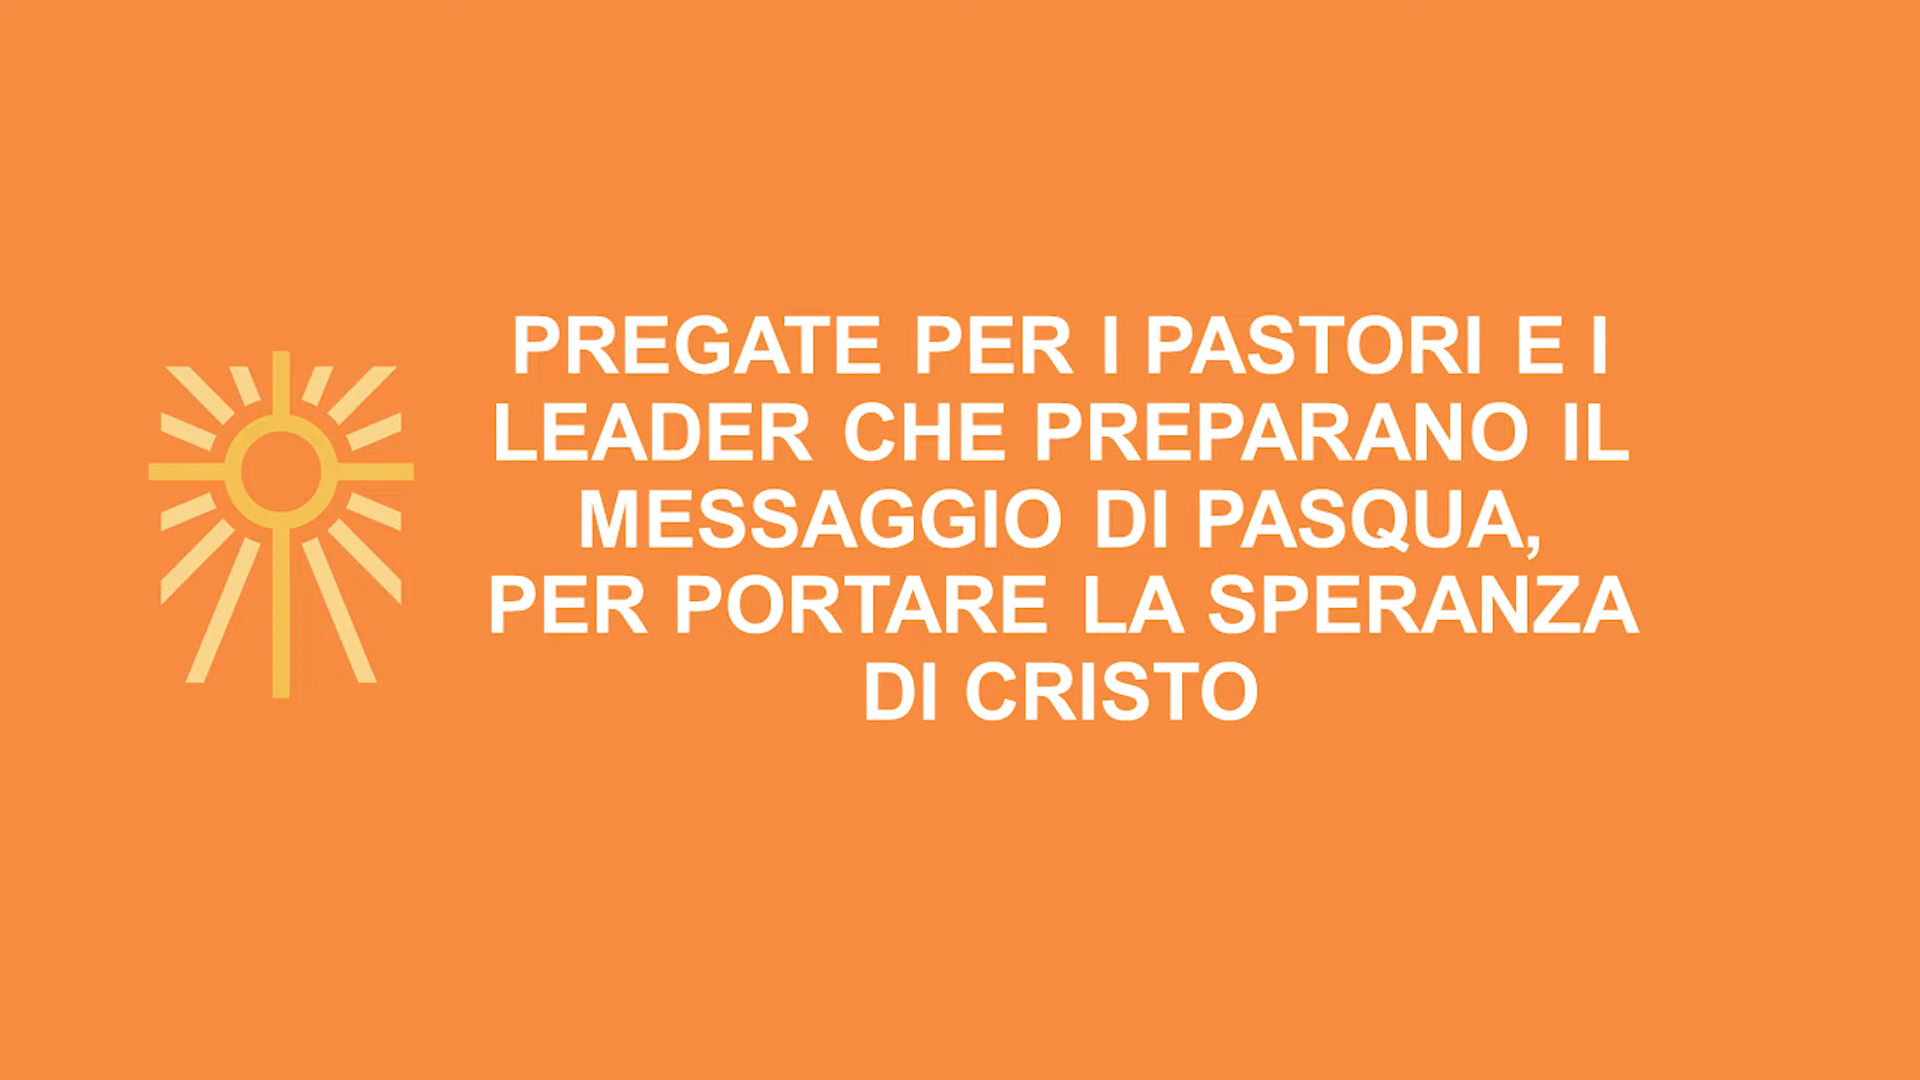 PREGATE PER I PASTORI E I
LEADER CHE PREPARANO IL
MESSAGGIO DI PASQUA,
PER PORTARE LA SPERANZA
DI CRISTO